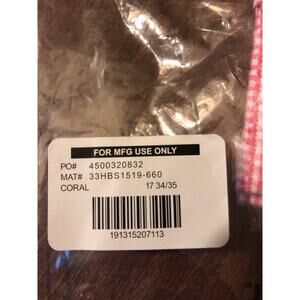 FOR MFG USE ONLY
PO# 4500320832
MAT# 33HBS1519-660
CORAL 17 34/35
191315207113